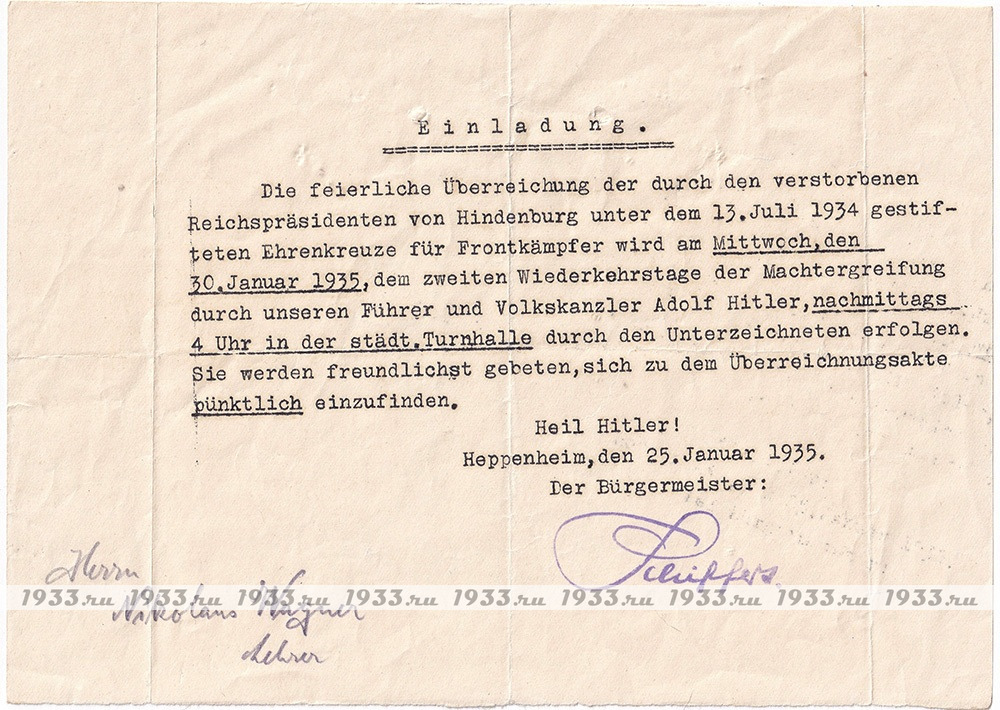 Einladung.
Die feierliche Überreichung der durch den verstorbenen
Reichspräsidenten von Hindenburg unter dem 13.Juli 1934 gestif-
teten Ehrenkreuze für Frontkämpfer wird am Mittwoch,den
30.Januar 1935,dem zweiten Wiederkehrstage der Machtergreifung
durch unseren Führer und Volkskanzler Adolf Hitler,nachmittags
4 Uhr in der städt.Turnhalle durch den Unterzeichneten erfolgen.
Sie werden freundlichst gebeten,sich zu dem Überreichnungsakte
pünktlich einzufinden.
Heil Hitler!
Heppenheim,den 25.Januar 1935.
Der Bürgermeister:
Herrn
1933.ru 1933.ru 1933.ru 1933.ru 1933.ru 1933.ru 1933.ru 1933.ru
Nikolaus
Lehrer